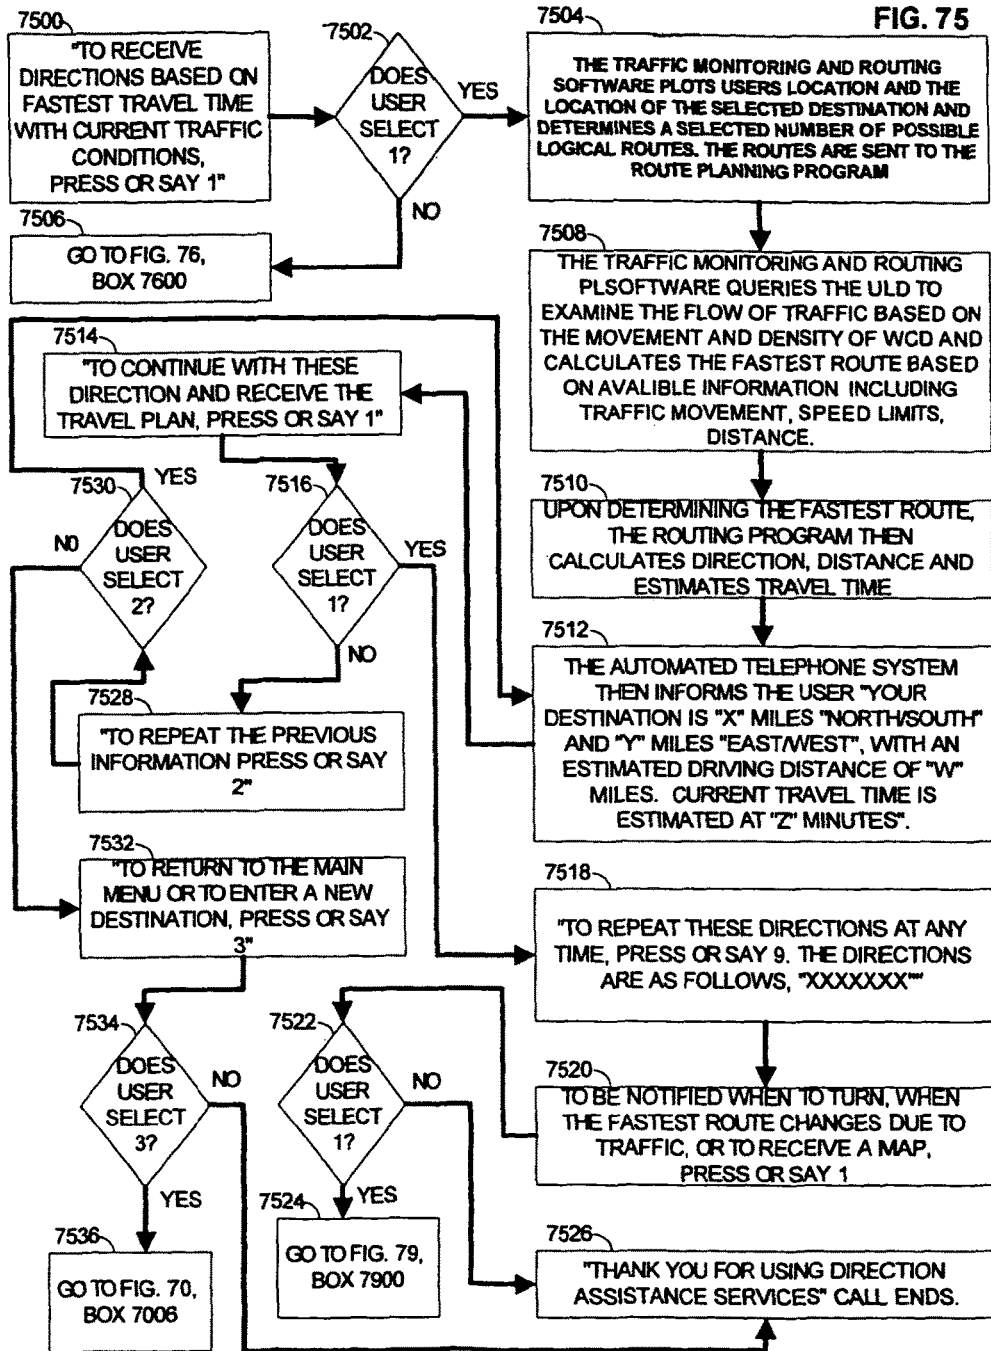 FIG. 75
7500
"TO RECEIVE
DIRECTIONS BASED ON
FASTEST TRAVEL TIME
WITH CURRENT TRAFFIC
CONDITIONS,
PRESS OR SAY 1"
7502
DOES
USER
SELECT
1?
YES
NO
7504
THE TRAFFIC MONITORING AND ROUTING
SOFTWARE PLOTS USERS LOCATION AND THE
LOCATION OF THE SELECTED DESTINATION AND
DETERMINES A SELECTED NUMBER OF POSSIBLE
LOGICAL ROUTES. THE ROUTES ARE SENT TO THE
ROUTE PLANNING PROGRAM
7506
GO TO FIG. 76,
BOX 7600
7508
THE TRAFFIC MONITORING AND ROUTING
PLSOFTWARE QUERIES THE ULD TO
EXAMINE THE FLOW OF TRAFFIC BASED ON
THE MOVEMENT AND DENSITY OF WCD AND
CALCULATES THE FASTEST ROUTE BASED
ON AVALIBLE INFORMATION INCLUDING
TRAFFIC MOVEMENT, SPEED LIMITS,
DISTANCE.
7510
UPON DETERMINING THE FASTEST ROUTE,
THE ROUTING PROGRAM THEN
CALCULATES DIRECTION, DISTANCE AND
ESTIMATES TRAVEL TIME
7512
THE AUTOMATED TELEPHONE SYSTEM
THEN INFORMS THE USER "YOUR
DESTINATION IS "X" MILES "NORTH/SOUTH"
AND "Y" MILES "EAST/WEST", WITH AN
ESTIMATED DRIVING DISTANCE OF "W"
MILES. CURRENT TRAVEL TIME IS
ESTIMATED AT "Z" MINUTES".
7514
"TO CONTINUE WITH THESE
DIRECTION AND RECEIVE THE
TRAVEL PLAN, PRESS OR SAY 1"
7516
DOES
USER
SELECT
1?
YES
NO
7518
"TO REPEAT THESE DIRECTIONS AT ANY
TIME, PRESS OR SAY 9. THE DIRECTIONS
ARE AS FOLLOWS, "XXXXXXX""
7520
TO BE NOTIFIED WHEN TO TURN, WHEN
THE FASTEST ROUTE CHANGES DUE TO
TRAFFIC, OR TO RECEIVE A MAP,
PRESS OR SAY 1
7522
DOES
USER
SELECT
1?
NO
YES
7524
GO TO FIG. 79,
BOX 7900
7526
"THANK YOU FOR USING DIRECTION
ASSISTANCE SERVICES" CALL ENDS.
7528
"TO REPEAT THE PREVIOUS
INFORMATION PRESS OR SAY
2"
7530
DOES
USER
SELECT
2?
YES
NO
7532
"TO RETURN TO THE MAIN
MENU OR TO ENTER A NEW
DESTINATION, PRESS OR SAY
3"
7534
DOES
USER
SELECT
3?
NO
YES
7536
GO TO FIG. 70,
BOX 7006